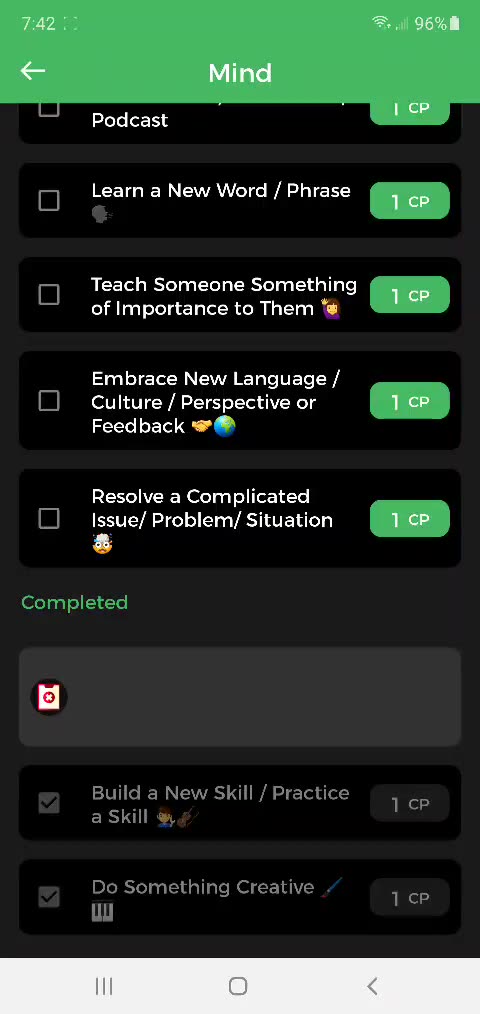 7:42
96%
Mind
Podcast
1 CP
Learn a New Word / Phrase
1 CP
Teach Someone Something
of Importance to Them
1 CP
Embrace New Language /
Culture / Perspective or
Feedback
1 CP
Resolve a Complicated
Issue/ Problem/ Situation
1 CP
Completed
Build a New Skill / Practice
a Skill
1 CP
Do Something Creative
1 CP